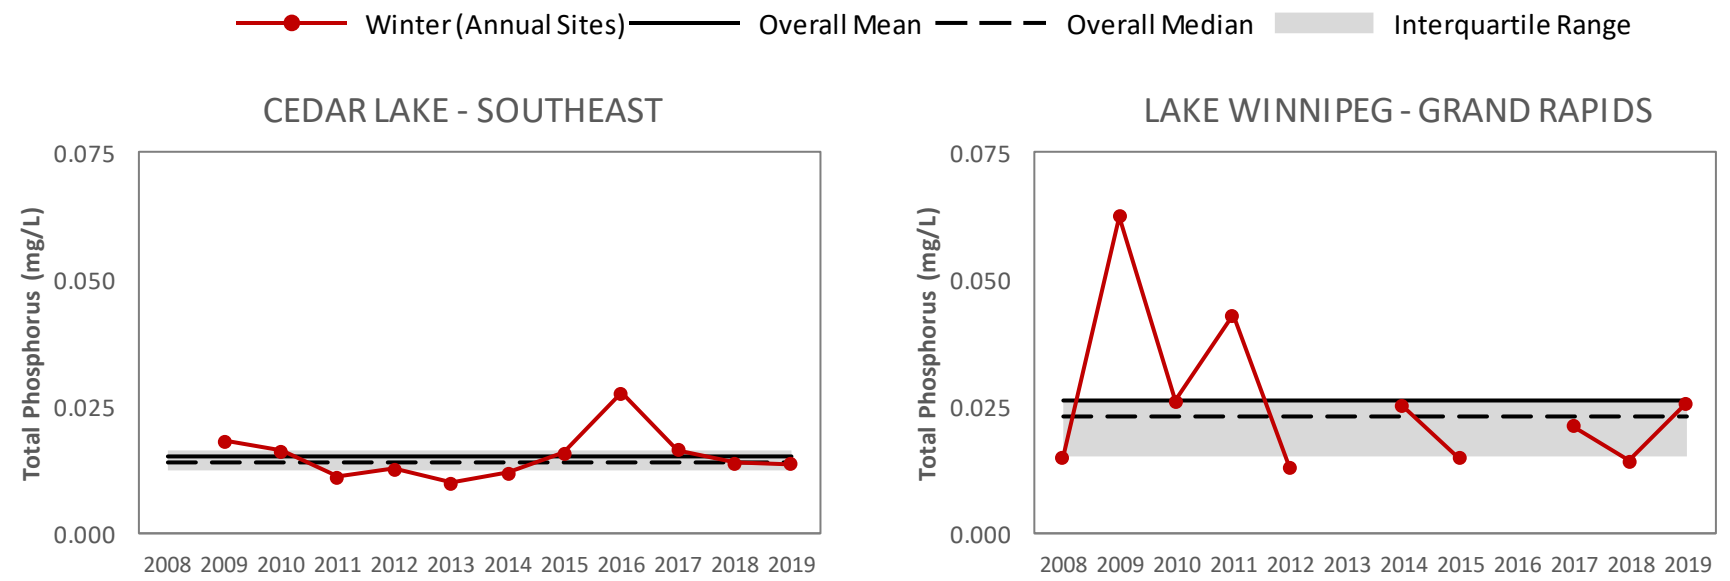 Winter (Annual Sites) Overall Mean Overall Median Interquartile Range
CEDAR LAKE - SOUTHEAST
Total Phosphorus (mg/L)
0.075
0.050
0.025
0.000
2008 2009 2010 2011 2012 2013 2014 2015 2016 2017 2018 2019
LAKE WINNIPEG - GRAND RAPIDS
Total Phosphorus (mg/L)
0.075
0.050
0.025
0.000
2008 2009 2010 2011 2012 2013 2014 2015 2016 2017 2018 2019